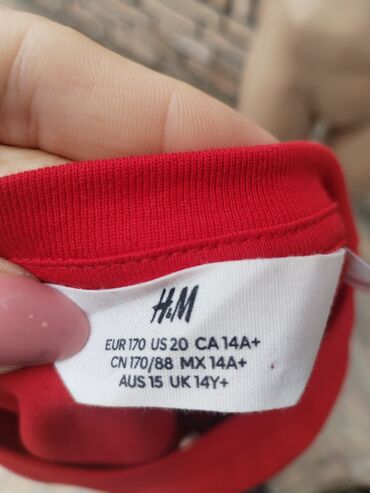 H&M
EUR 170 US 20 CA 14A+
CN 170/88 MX 14A+
AUS 15 UK 14Y+